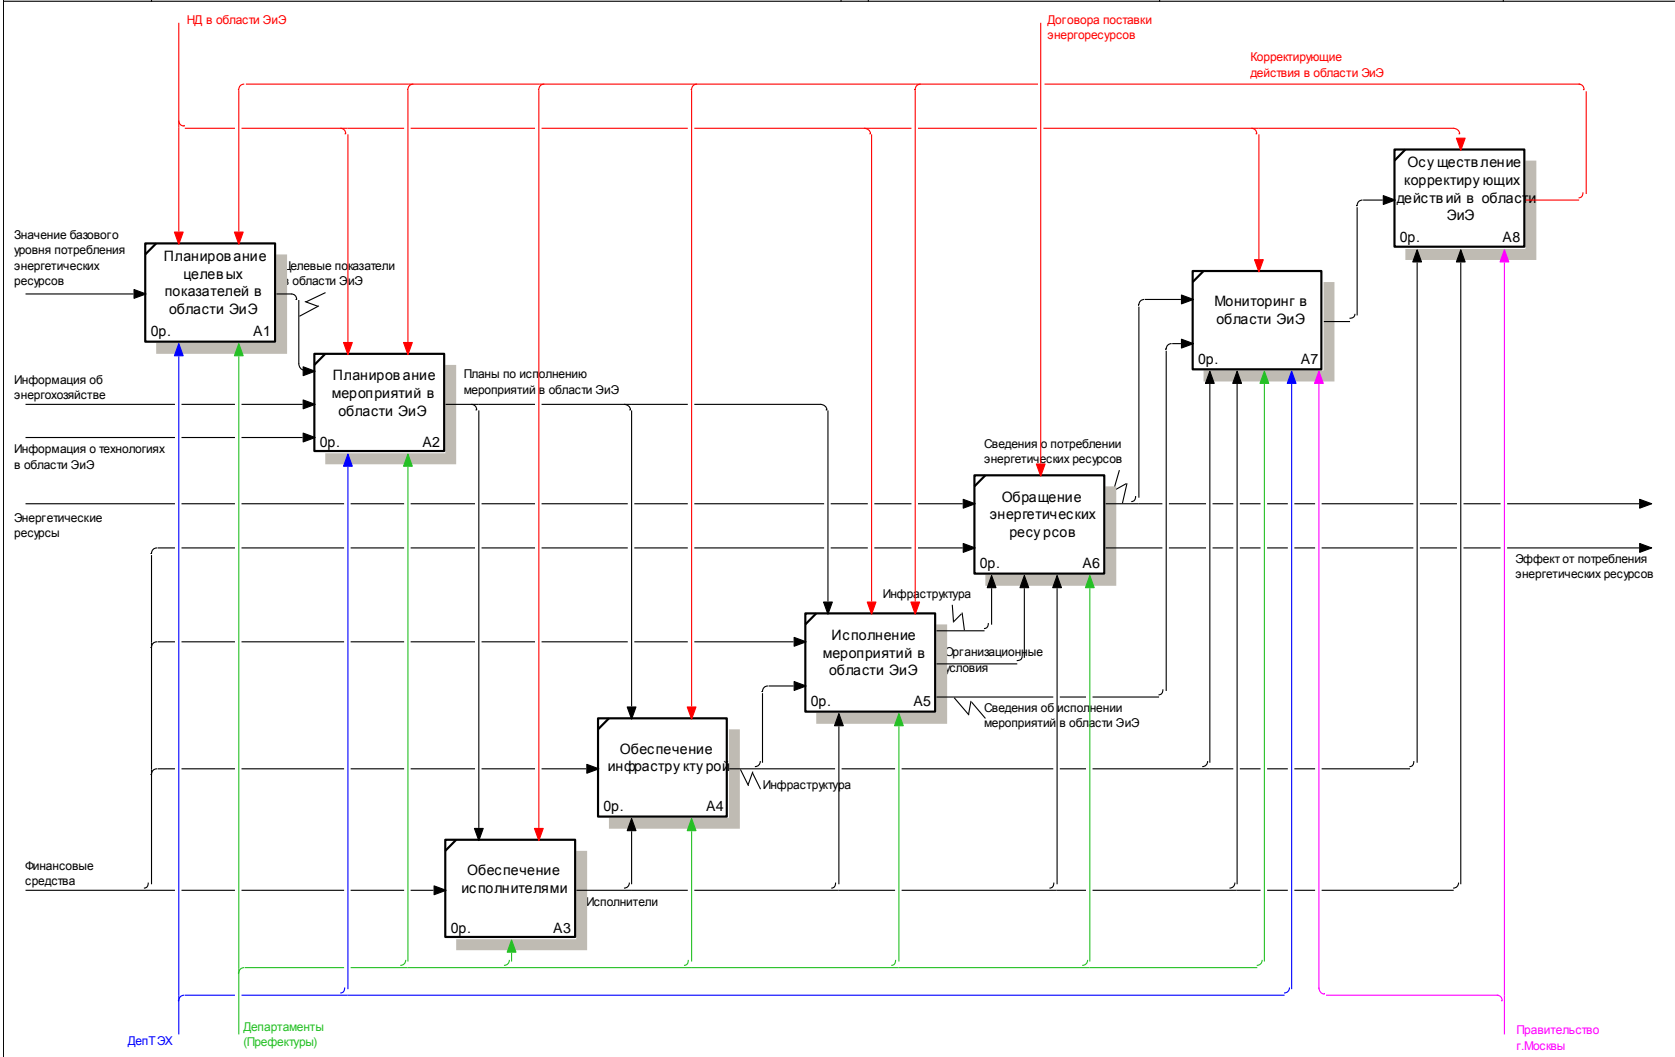 НД в области ЭиЭ
Договора поставки
энергоресурсов
Корректирующие
действия в области ЭиЭ
Осуществление
корректирующих
действий в области
ЭиЭ
0р.
A8
Значение базового
уровня потребления
энергетических
ресурсов
Планирование
целевых
показателей в
области ЭиЭ
0р.
A1
Целевые показатели
в области ЭиЭ
Мониторинг в
области ЭиЭ
0р.
A7
Информация об
энергохозяйстве
Планирование
мероприятий в
области ЭиЭ
0р.
A2
Планы по исполнению
мероприятий в области ЭиЭ
Информация о технологиях
в области ЭиЭ
Сведения о потреблении
энергетических ресурсов
Энергетические
ресурсы
Обращение
энергетических
ресурсов
0р.
A6
Эффект от потребления
энергетических ресурсов
Инфраструктура
Исполнение
мероприятий в
области ЭиЭ
0р.
A5
Организационные
условия
Сведения об исполнении
мероприятий в области ЭиЭ
Обеспечение
инфраструктурой
0р.
A4
Инфраструктура
Финансовые
средства
Обеспечение
исполнителями
0р.
A3
Исполнители
ДепТЭХ
Департаменты
(Префектуры)
Правительство
г.Москвы